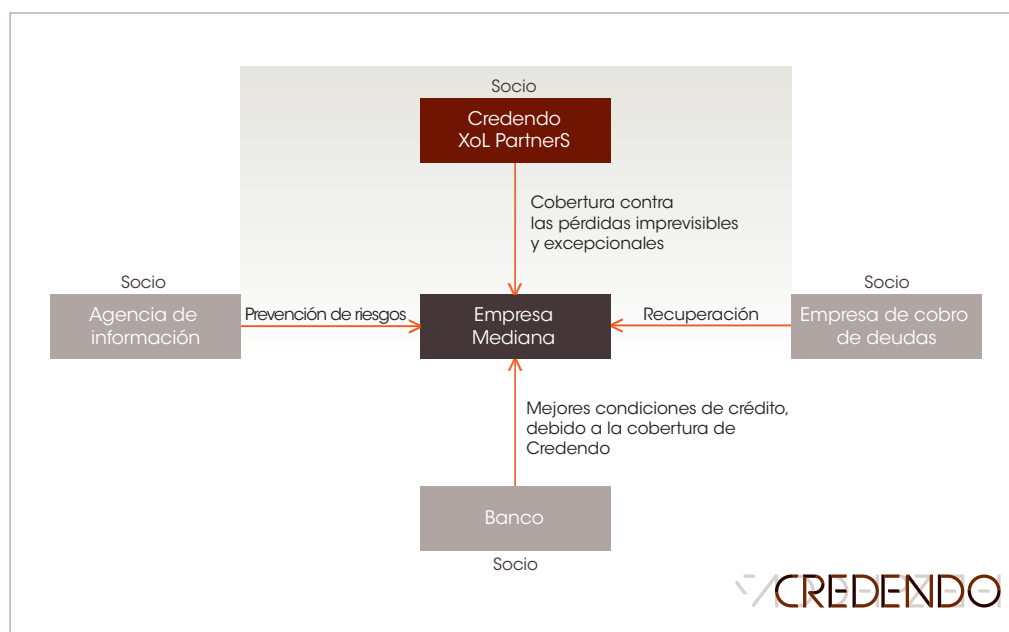 Socio
Credendo
XoL PartnerS
Cobertura contra
las pérdidas imprevisibles
y excepcionales
Socio
Agencia de
información
Prevención de riesgos
Empresa
Mediana
Recuperación
Socio
Empresa de cobro
de deudas
Mejores condiciones de crédito,
debido a la cobertura de
Credendo
Banco
Socio
CREDENDO